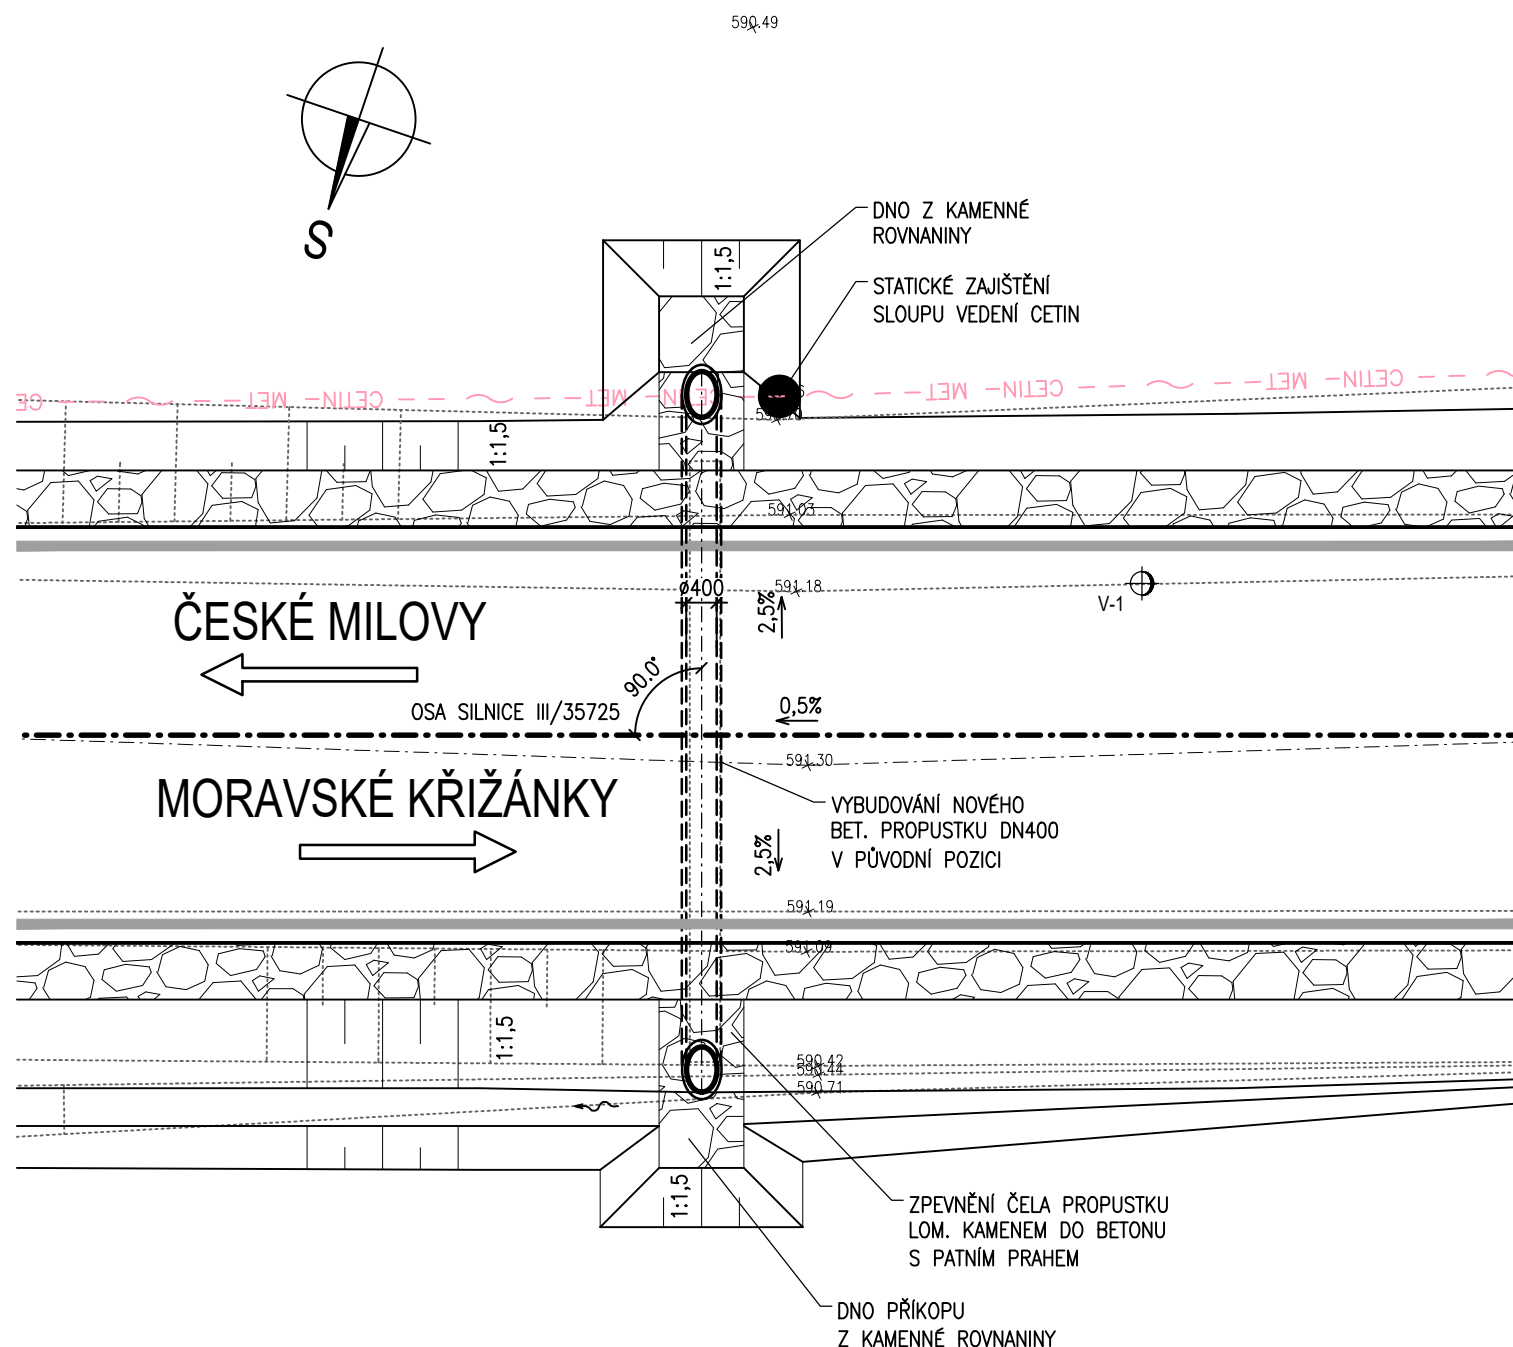 590.49
S
DNO Z KAMENNÉ
ROVNANINY
1:1,5
STATICKÉ ZAJIŠTĚNÍ
SLOUPU VEDENÍ CETIN
CETIN
MET
CETIN
MET
CETIN
MET
CETIN
MET
1:1,5
591.03
ø400
591.18
2,5%
V-1
ČESKÉ MILOVY
90.0°
OSA SILNICE III/35725
0,5%
591.30
MORAVSKÉ KŘIŽÁNKY
VYBUDOVÁNÍ NOVÉHO
BET. PROPUSTKU DN400
V PŮVODNÍ POZICI
2,5%
591.19
591.09
1:1,5
590.42
590.44
590.71
1:1,5
ZPEVNĚNÍ ČELA PROPUSTKU
LOM. KAMENEM DO BETONU
S PATNÍM PRAHEM
DNO PŘÍKOPU
Z KAMENNÉ ROVNANINY